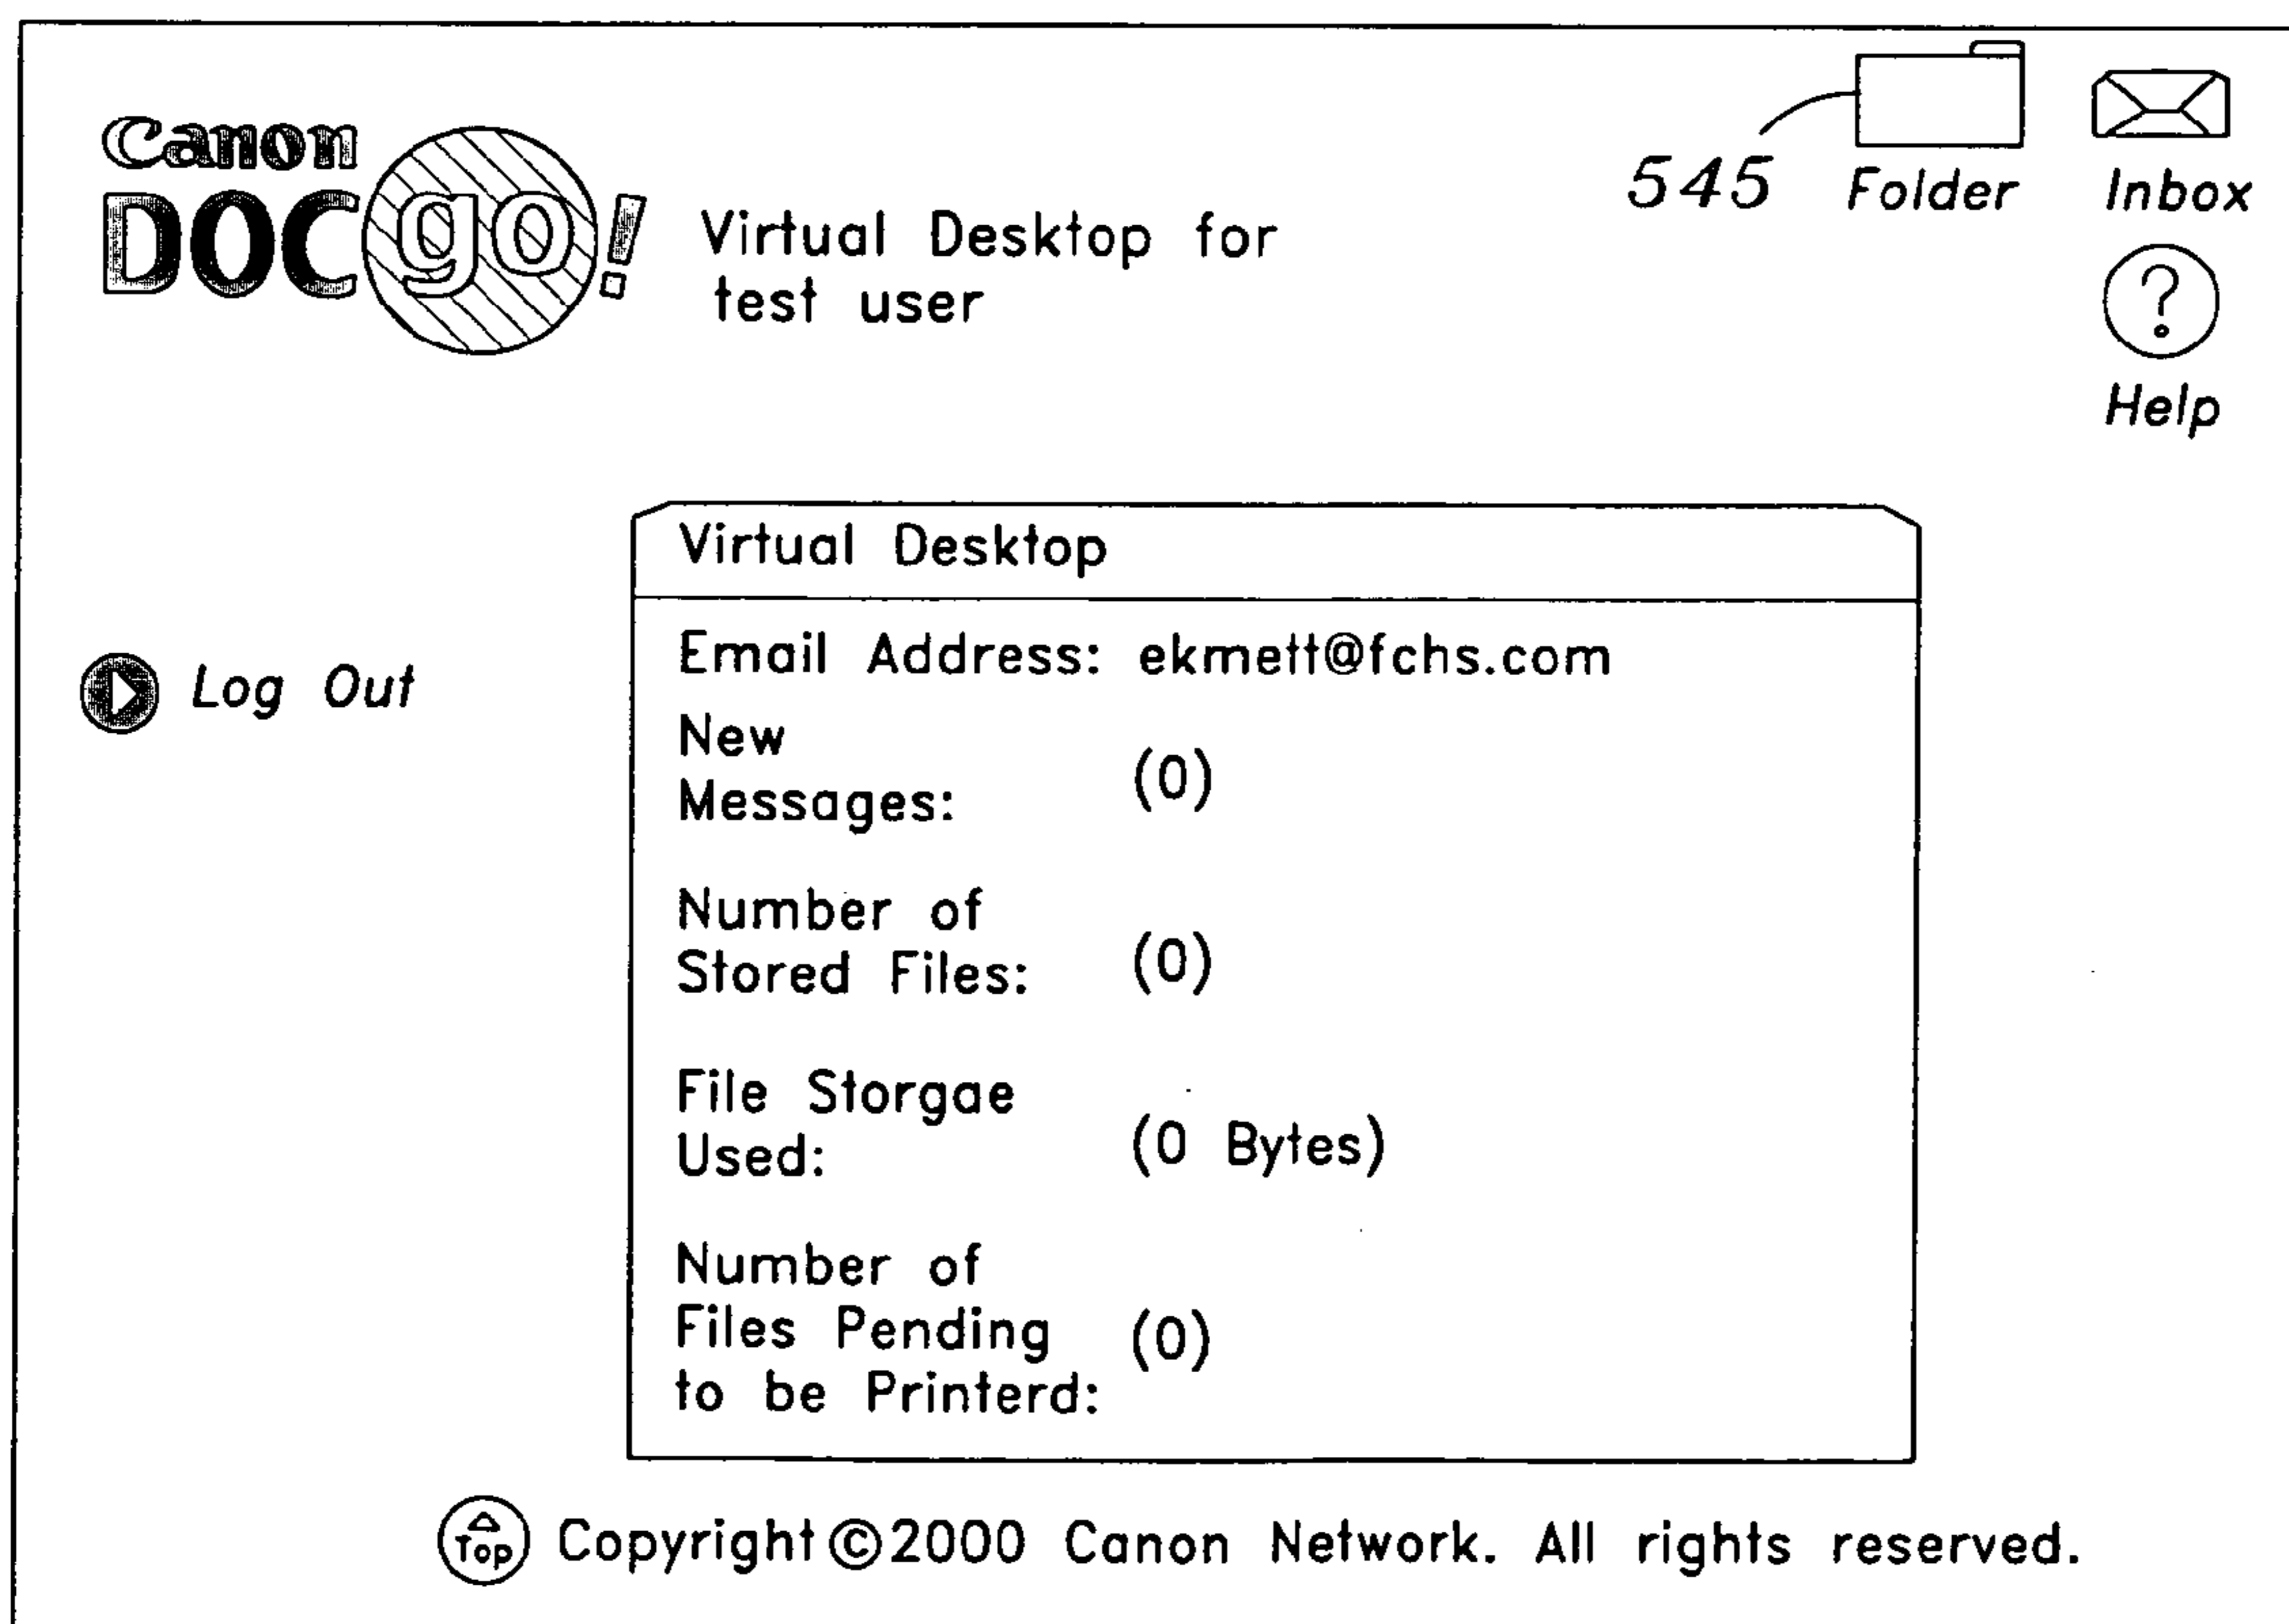 Canon
DOCgo!
Virtual Desktop for
test user
545
Folder
Inbox
?
Help
Log Out
Virtual Desktop
Email Address: ekmett@fchs.com
New
Messages: (0)
Number of
Stored Files: (0)
File Storgae
Used: (0 Bytes)
Number of
Files Pending (0)
to be Printerd:
Top
Copyright©2000 Canon Network. All rights reserved.